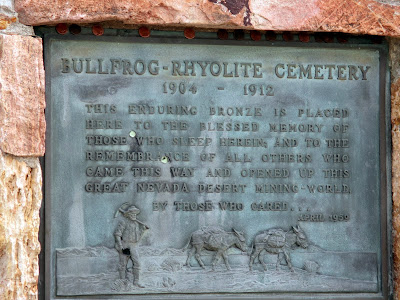 BULLFROG-RHYOLITE CEMETERY
1904 - 1912
THIS ENDURING BRONZE IS PLACED
HERE TO THE BLESSED MEMORY OF
THOSE WHO SLEEP HEREIN, AND TO THE
REMEMBRANCE OF ALL OTHERS WHO
CAME THIS WAY AND OPENED UP THIS
GREAT NEVADA DESERT MINING-WORLD,
BY THOSE WHO CARED...
APRIL 1959